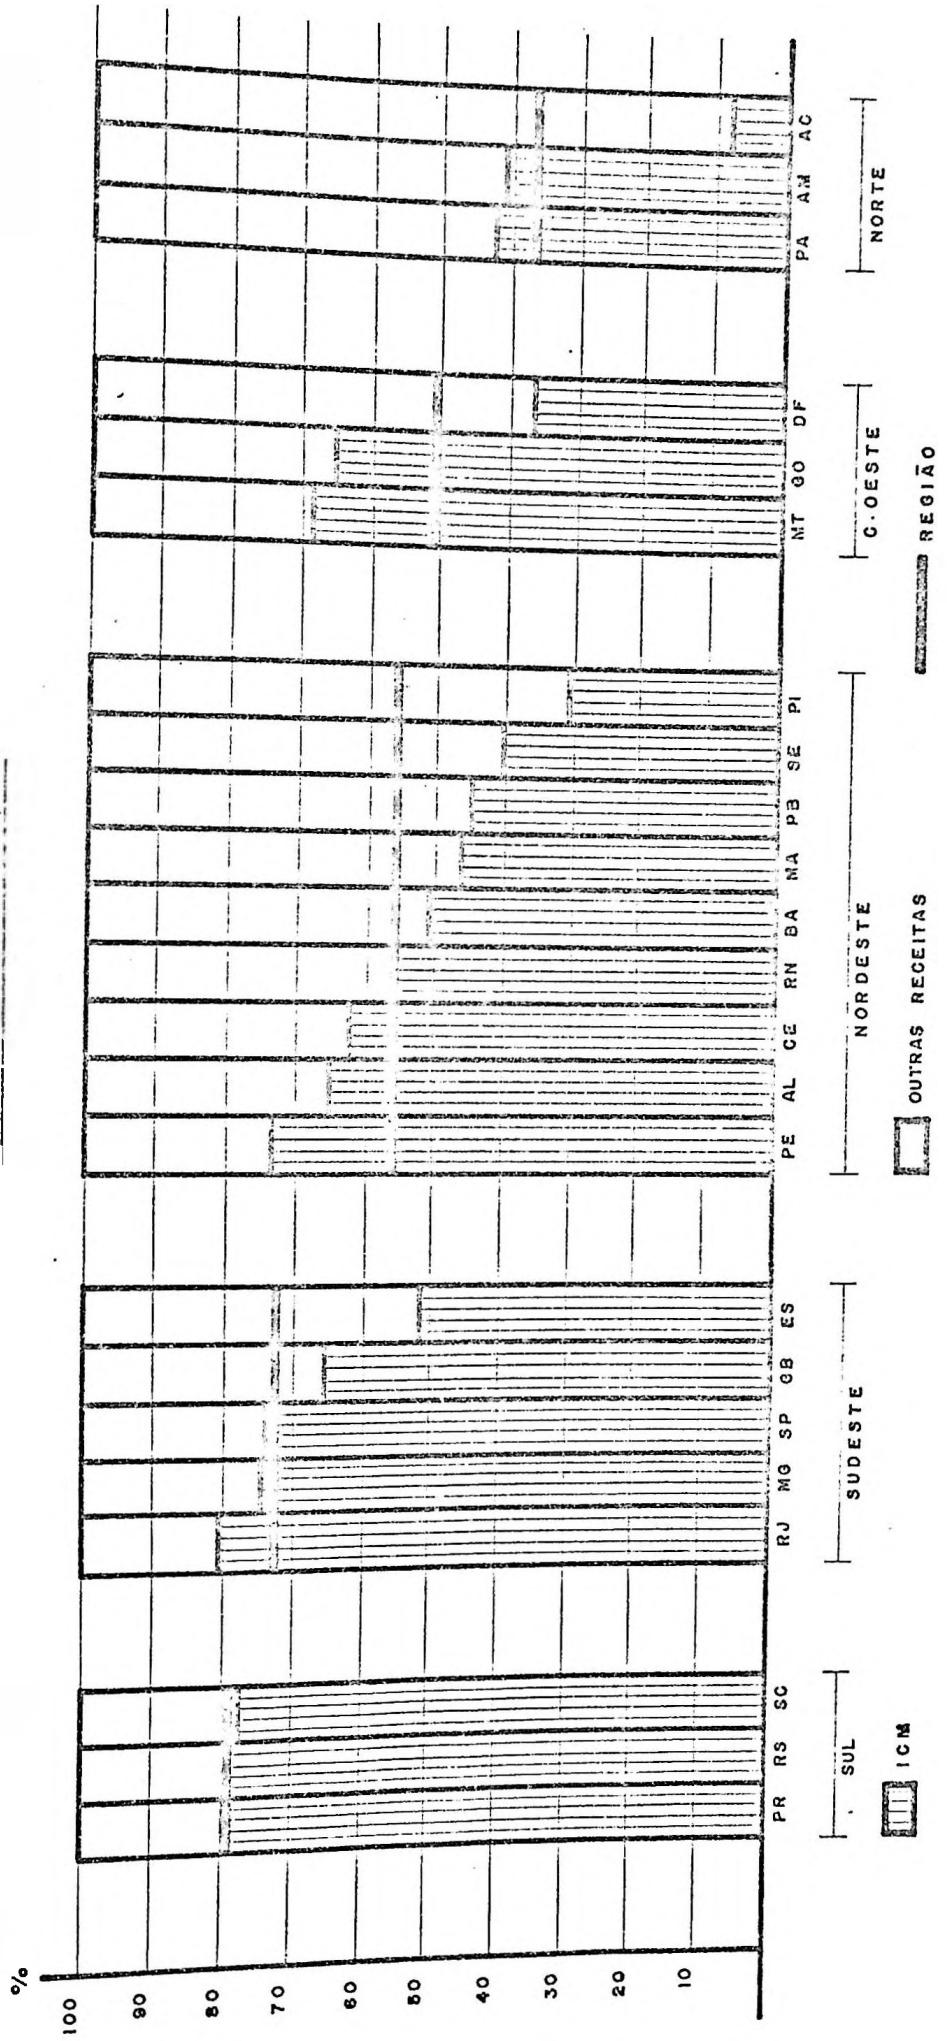 %
100
90
80
70
60
50
40
30
20
10
PR RS SC
RJ MG SP GB ES
PE AL CE RN BA MA PB SE PI
MT GO DF
PA AM AC
SUL
SUDESTE
NORDESTE
C.OESTE
NORTE
ICM
OUTRAS RECEITAS
REGIÃO